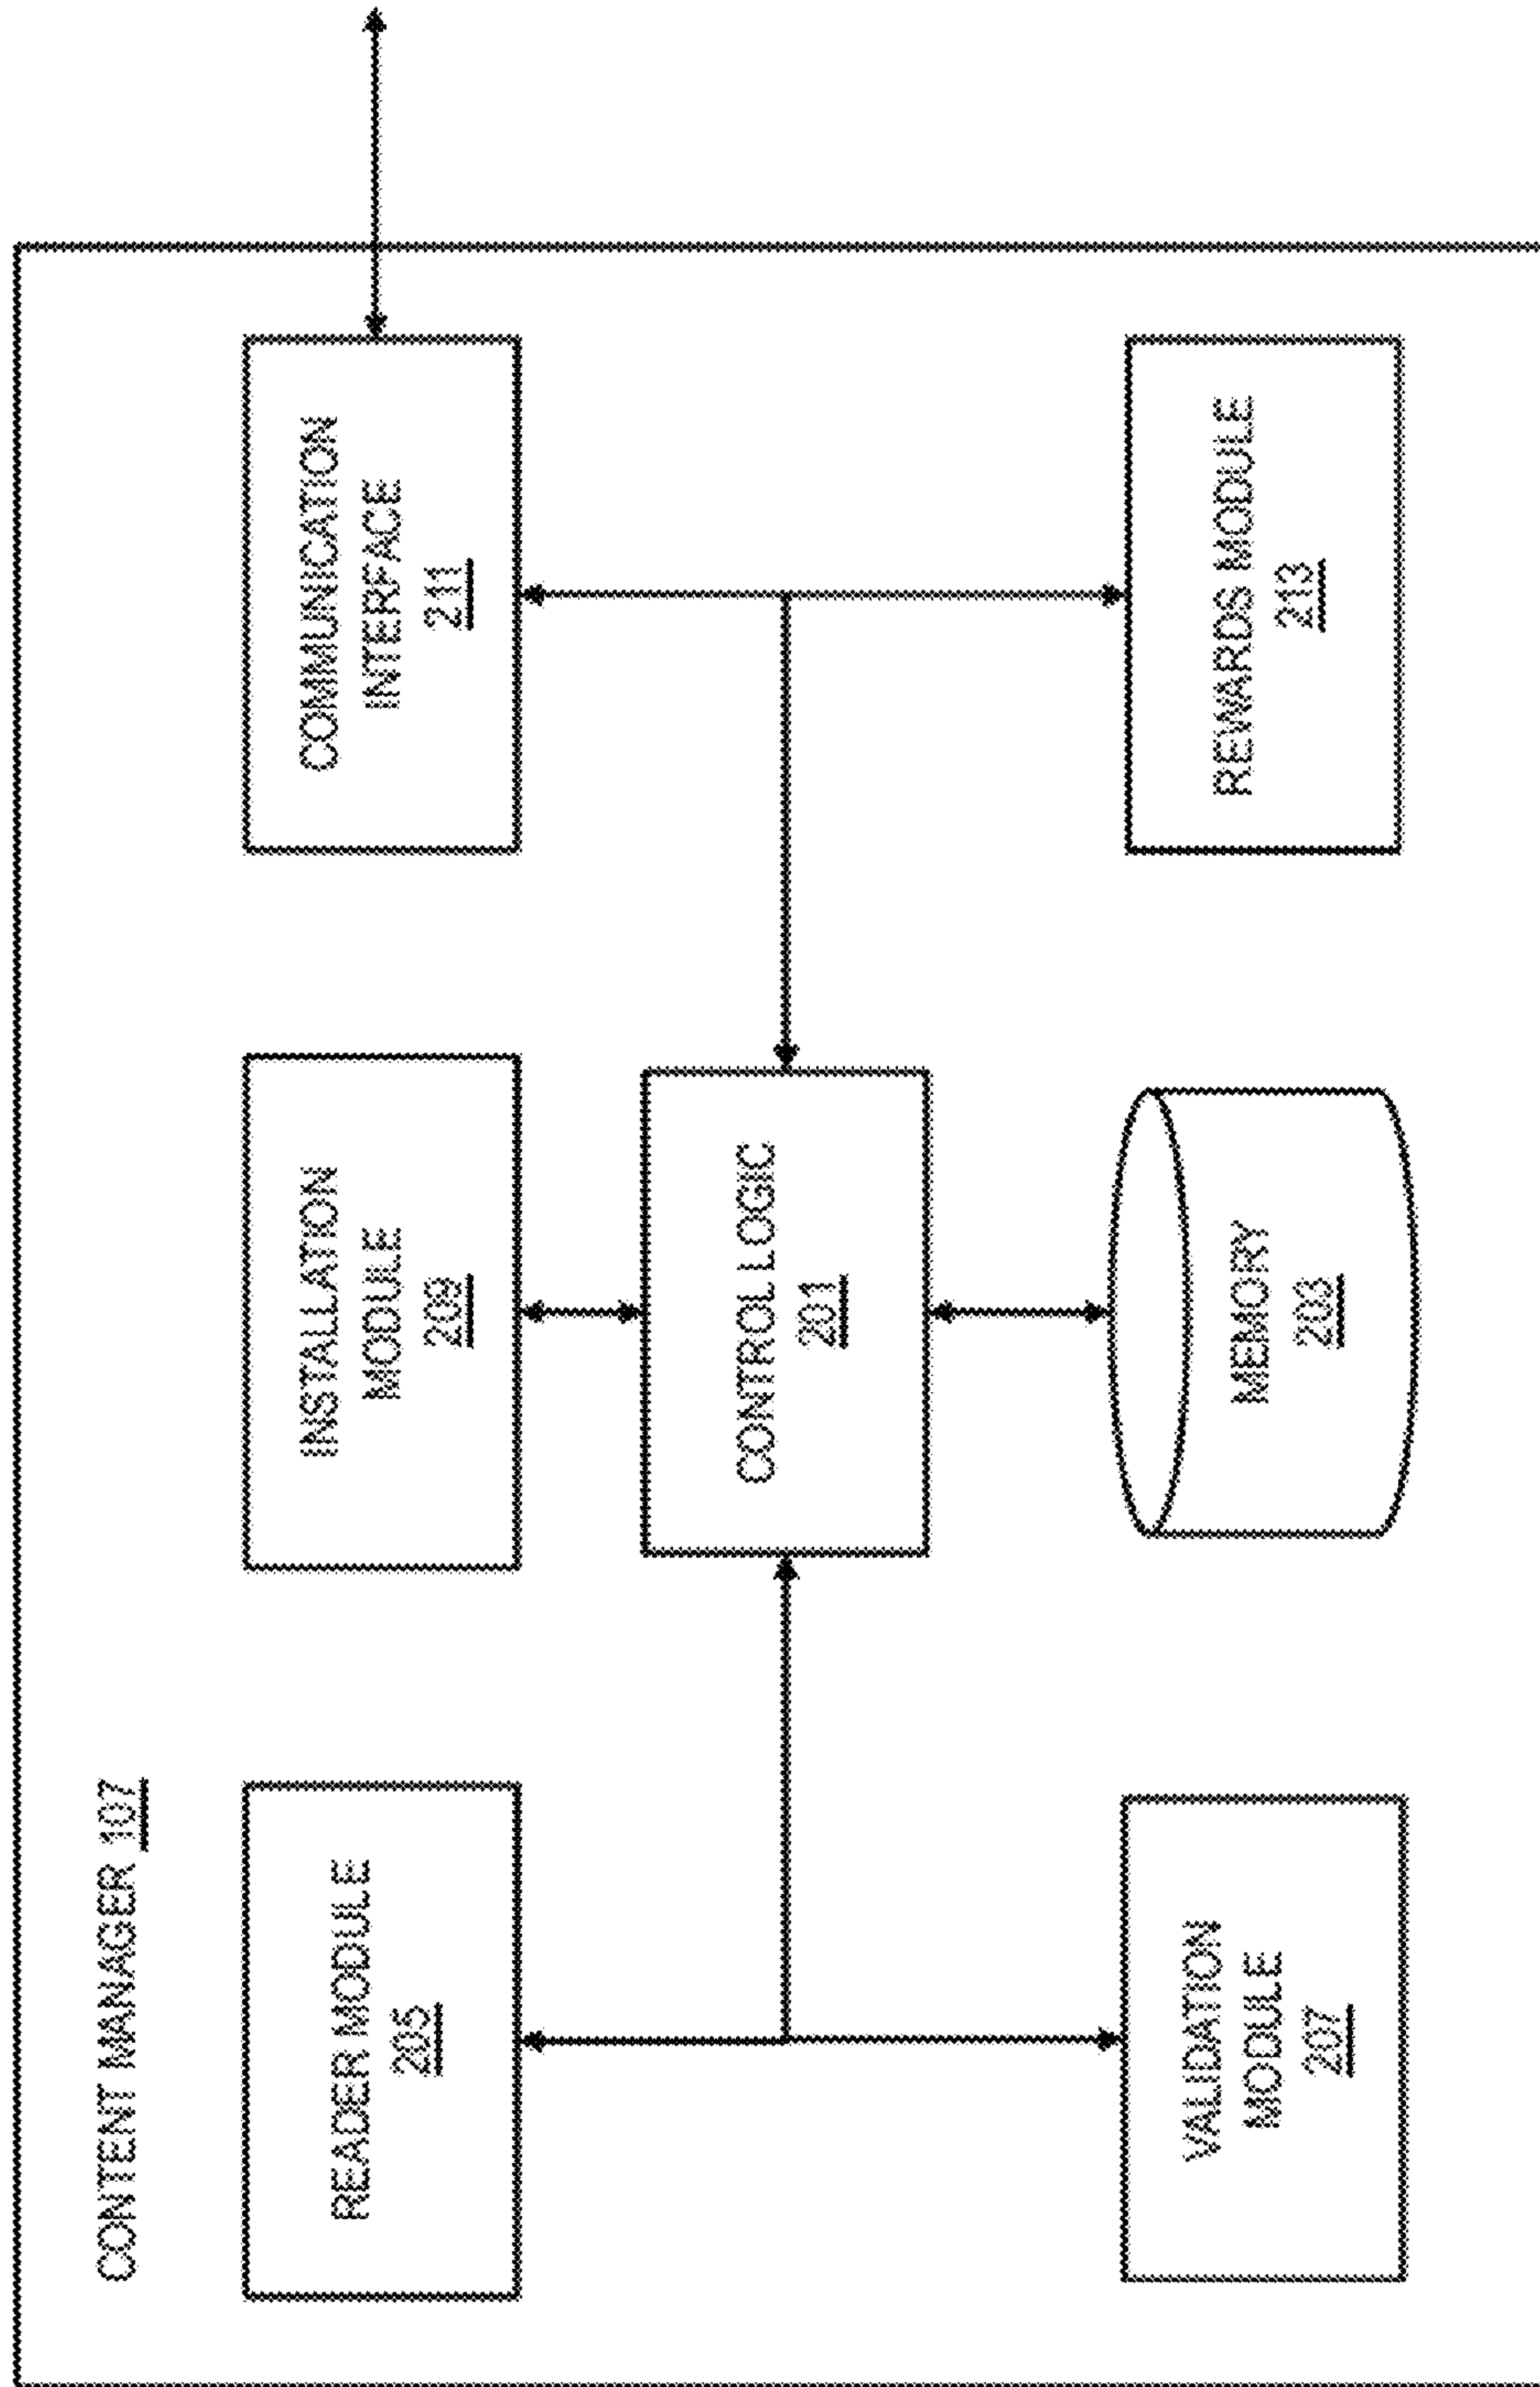 CONTENT MANAGER 107
READER MODULE
205
INSTALLATION
MODULE
209
COMMUNICATION
INTERFACE
211
CONTROL LOGIC
201
VALIDATION
MODULE
207
MEMORY
203
REWARDS MODULE
213